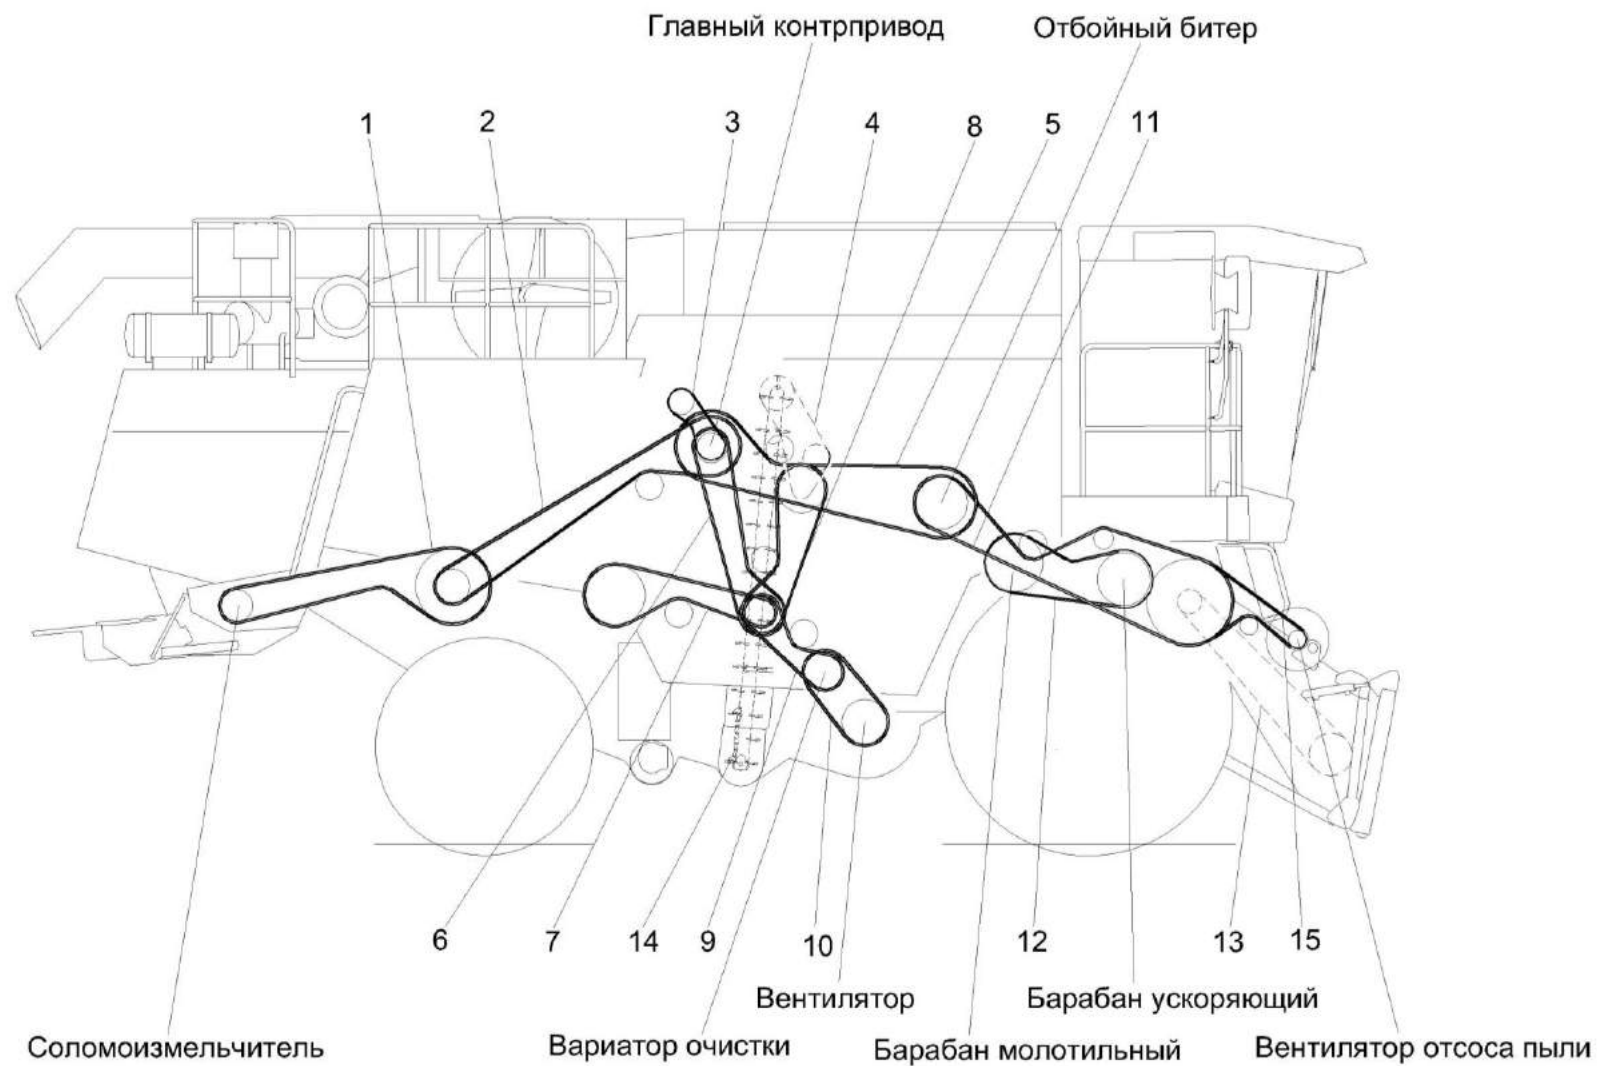 Главный контрпривод Отбойный битер
1 2 3 4 8 5 11
6 7 14 9 10 12 13 15
Вентилятор Барабан ускоряющий
Соломоизмельчитель Вариатор очистки Барабан молотильный Вентилятор отсоса пыли